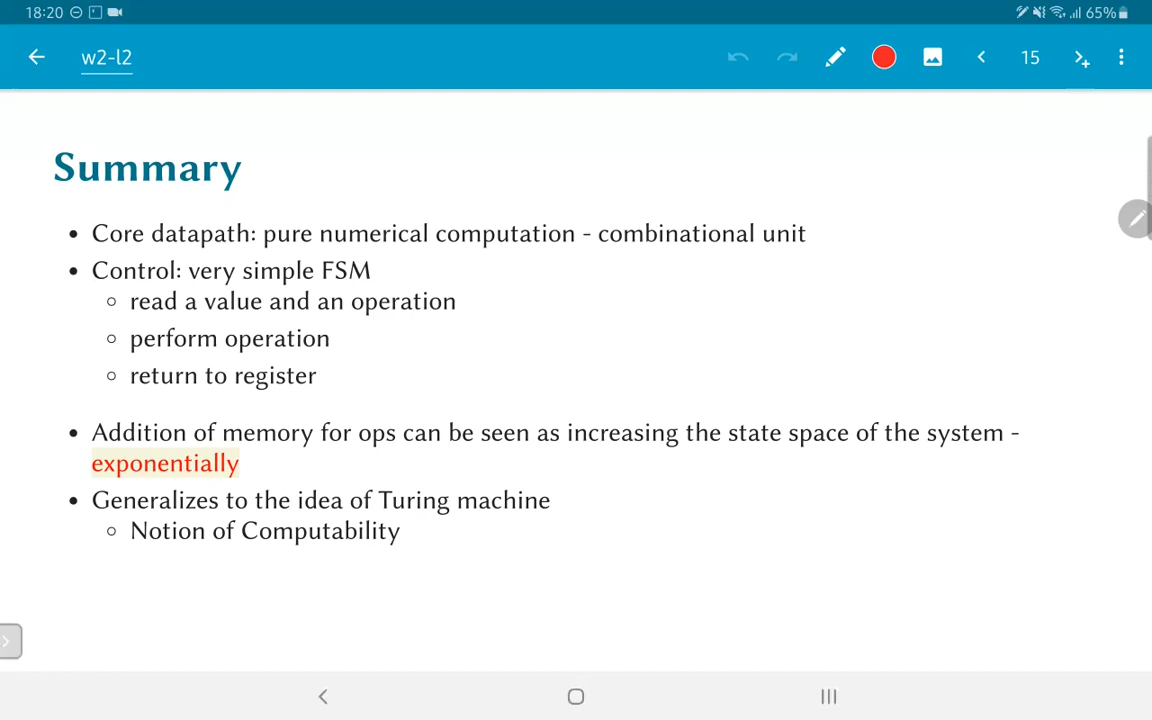 18:20 65%
w2-l2 15
Summary
• Core datapath: pure numerical computation - combinational unit
• Control: very simple FSM
◦ read a value and an operation
◦ perform operation
◦ return to register
• Addition of memory for ops can be seen as increasing the state space of the system -
exponentially
• Generalizes to the idea of Turing machine
◦ Notion of Computability